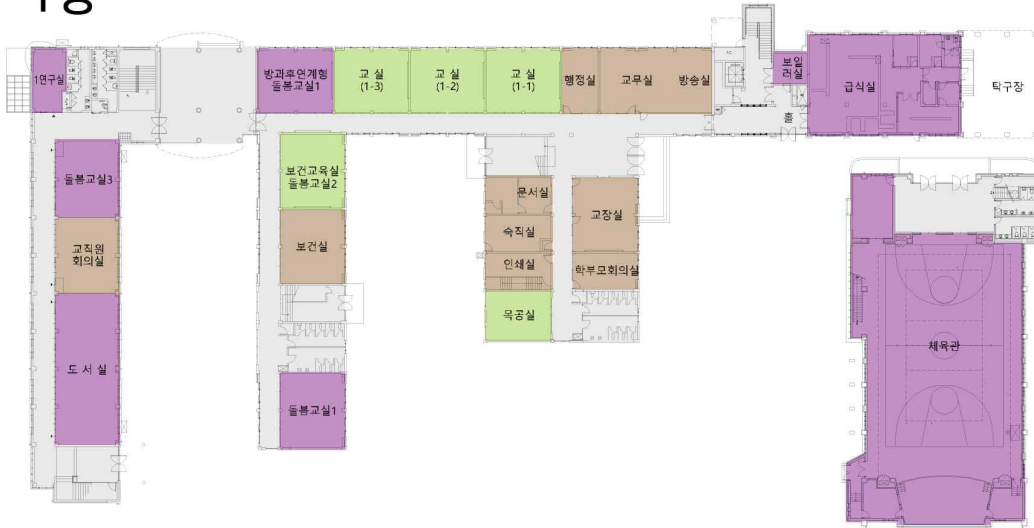 1연구실
방과후연계형
돌봄교실1
교 실
(1-3)
교 실
(1-2)
교 실
(1-1)
행정실
교무실
방송실
보일
러실
홀
급식실
탁구장
돌봄교실3
보건교육실
돌봄교실2
문서실
교장실
교직원
회의실
보건실
숙직실
인쇄실
학부모회의실
목공실
체육관
도 서 실
돌봄교실1